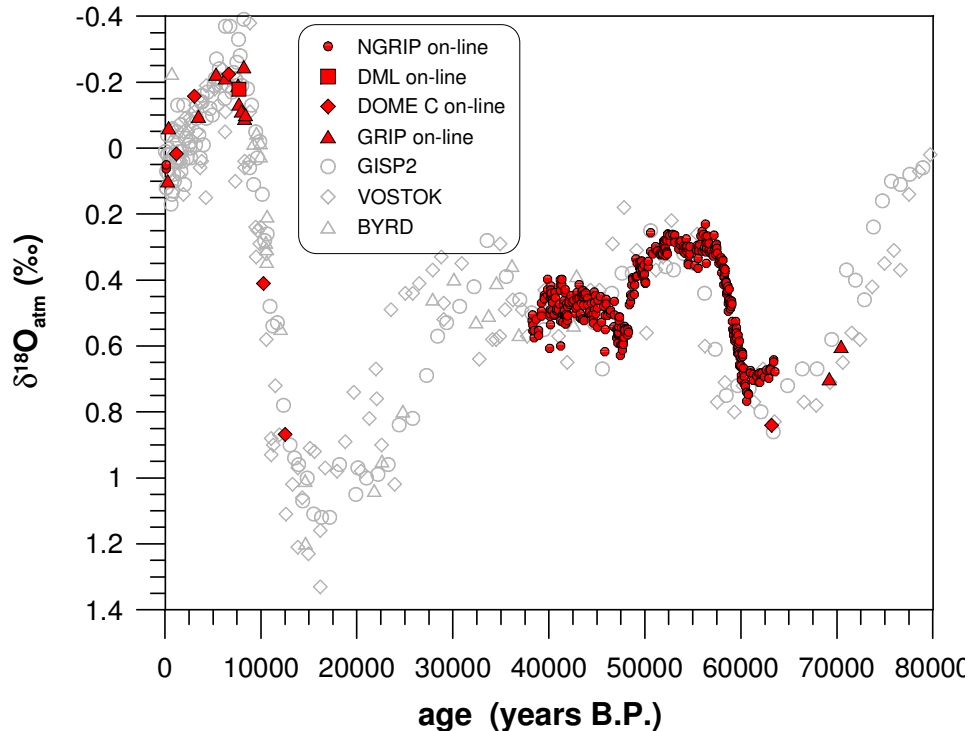 -0.4
-0.2
0
0.2
0.4
0.6
0.8
1
1.2
1.4
δ¹⁸Oₐₜₘ (‰)
NGRIP on-line
DML on-line
DOME C on-line
GRIP on-line
GISP2
VOSTOK
BYRD
0 10000 20000 30000 40000 50000 60000 70000 80000
age (years B.P.)